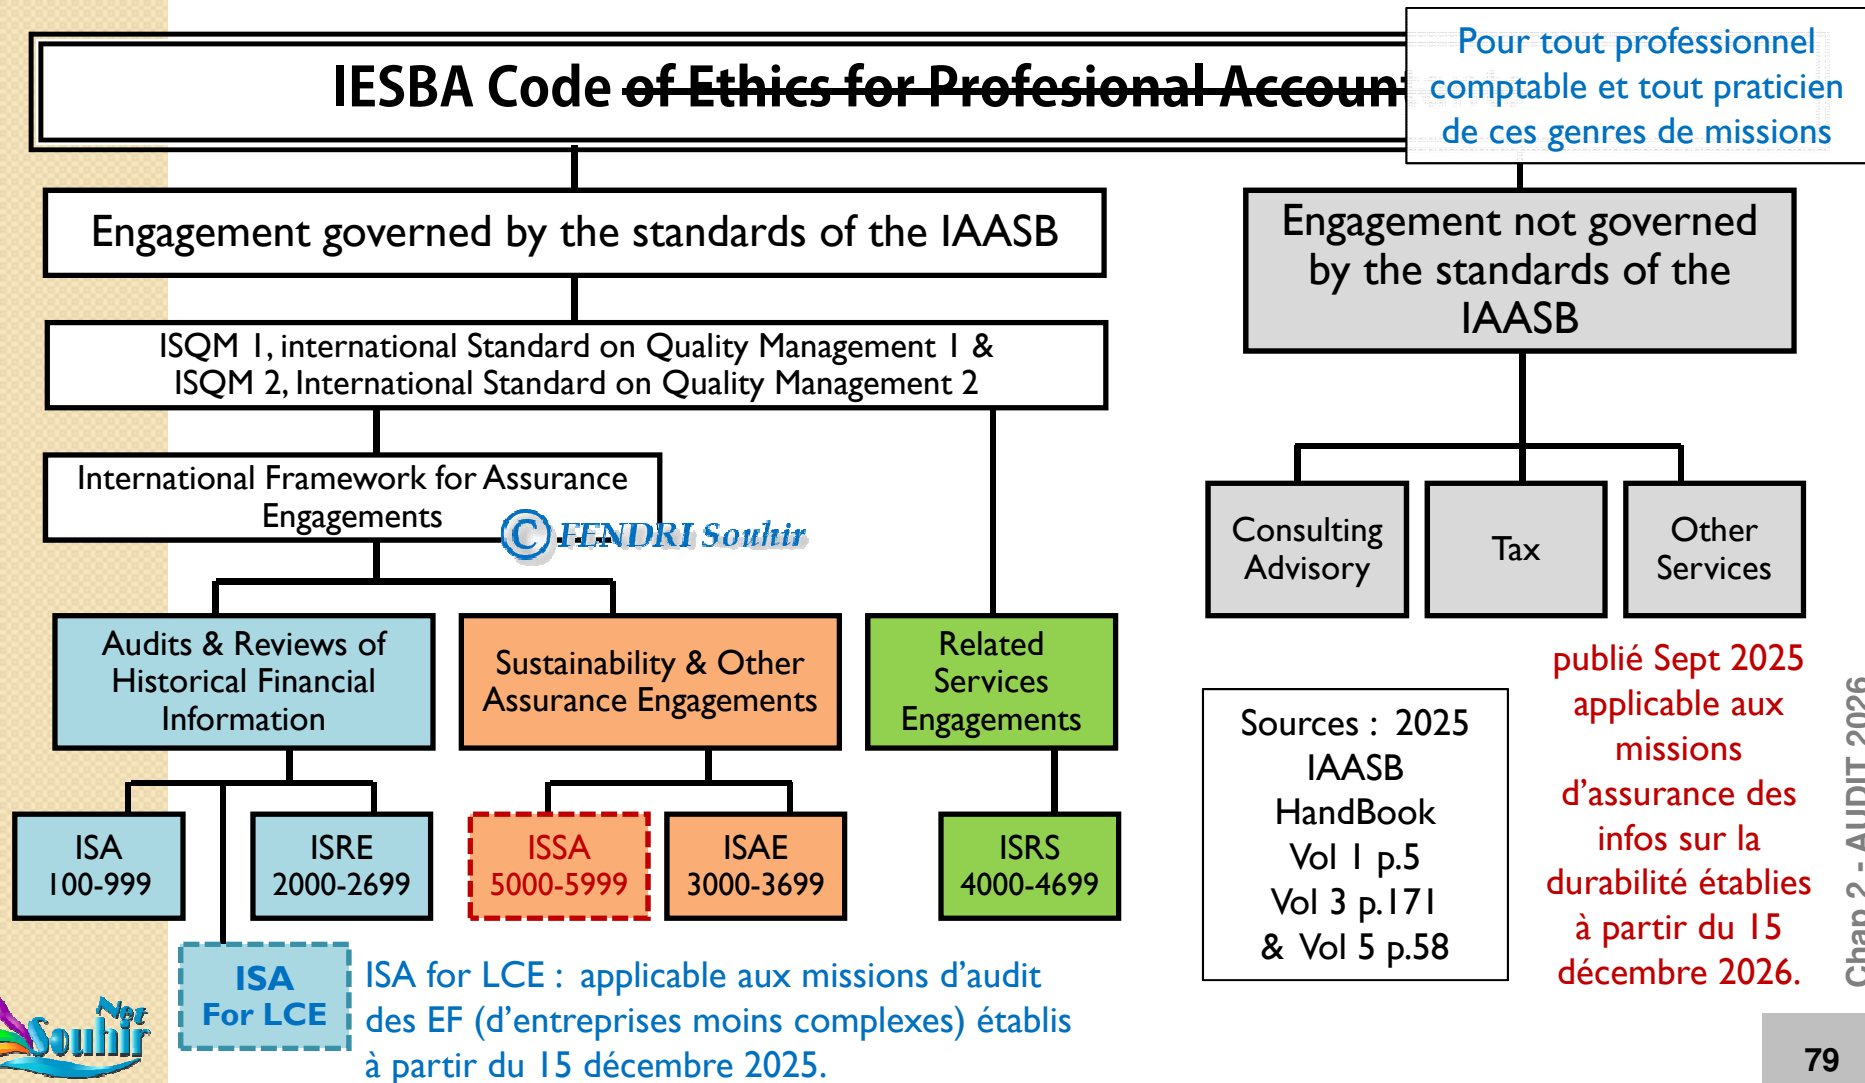 IESBA Code of Ethics for Profesional Accoun
Pour tout professionnel
comptable et tout praticien
de ces genres de missions
Engagement governed by the standards of the IAASB
Engagement not governed
by the standards of the
IAASB
ISQM 1, international Standard on Quality Management 1 &
ISQM 2, International Standard on Quality Management 2
International Framework for Assurance
Engagements
© FENDRI Souhir
Consulting
Advisory
Tax
Other
Services
Audits & Reviews of
Historical Financial
Information
Sustainability & Other
Assurance Engagements
Related
Services
Engagements
ISA
100-999
ISRE
2000-2699
ISSA
5000-5999
ISAE
3000-3699
ISRS
4000-4699
ISA
For LCE
ISA for LCE : applicable aux missions d’audit
des EF (d’entreprises moins complexes) établis
à partir du 15 décembre 2025.
Sources : 2025
IAASB
HandBook
Vol 1 p.5
Vol 3 p.171
& Vol 5 p.58
publié Sept 2025
applicable aux
missions
d’assurance des
infos sur la
durabilité établies
à partir du 15
décembre 2026.
Chap 2 - AUDIT 2026
Net
Souhir
79